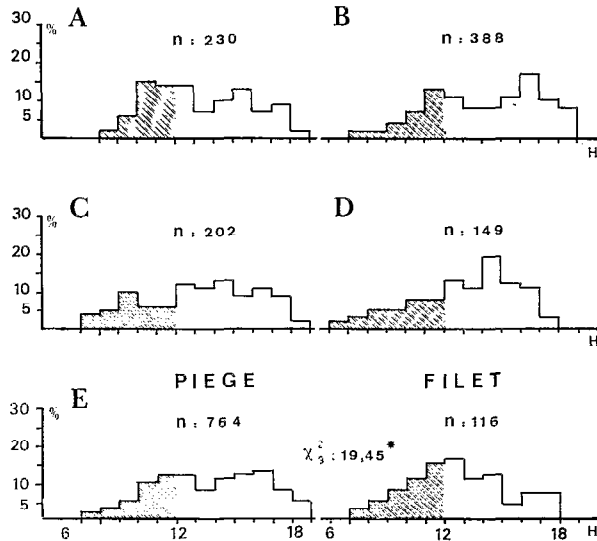 30 % A B
n : 230 n : 388
20
10
5
H
30 % C D
n : 202 n : 149
20
10
5
H
E PIEGE FILET
30 % n : 764 n : 116
χ²₃ : 19,45*
20
10
5
6 12 18 6 12 18 H